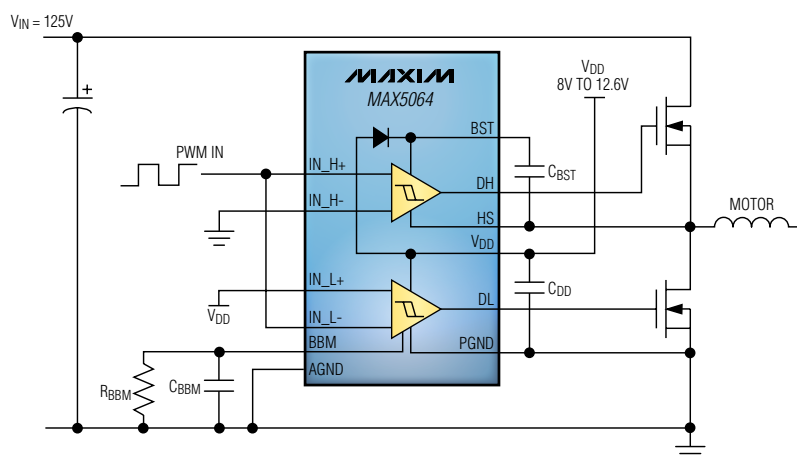 VIN = 125V
MAXIM
MAX5064
VDD
8V TO 12.6V
BST
PWM IN
IN_H+
CBST
DH
IN_H-
HS
MOTOR
VDD
IN_L+
CDD
DL
VDD
IN_L-
BBM
PGND
AGND
RBBM
CBBM